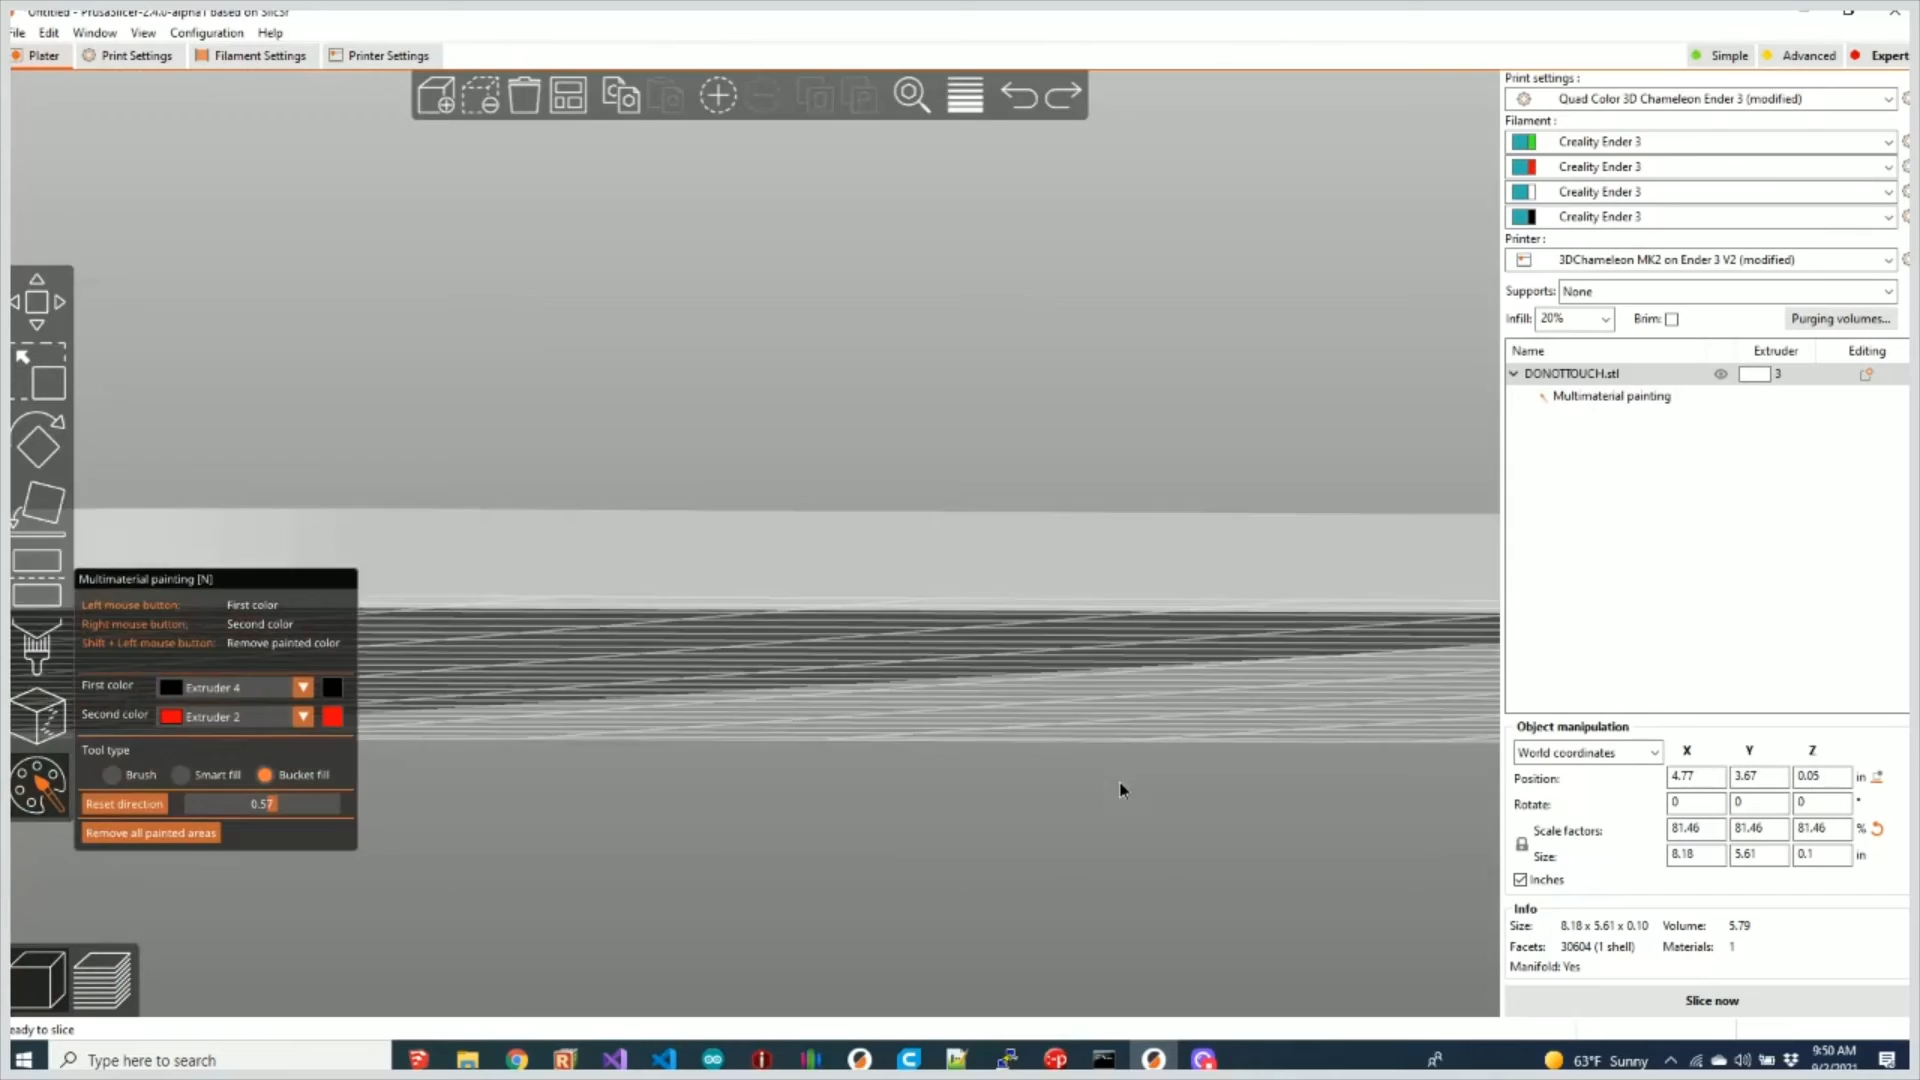 Untitled - PrusaSlicer-2.4.0-alpha1 based on Slic3r
File Edit Window View Configuration Help
Plater Print Settings Filament Settings Printer Settings Simple Advanced Expert
Print settings :
Quad Color 3D Chameleon Ender 3 (modified)
Filament :
Creality Ender 3
Creality Ender 3
Creality Ender 3
Creality Ender 3
Printer :
3DChameleon MK2 on Ender 3 V2 (modified)
Supports: None
Infill: 20% Brim: Purging volumes...
Name Extruder Editing
DONOTTOUCH.stl 3
Multimaterial painting
Multimaterial painting [N]
Left mouse button: First color
Right mouse button: Second color
Shift + Left mouse button: Remove painted color
First color Extruder 4
Second color Extruder 2
Tool type
Brush Smart fill Bucket fill
Reset direction 0.57
Remove all painted areas
Object manipulation
World coordinates X Y Z
Position: 4.77 3.67 0.05 in
Rotate: 0 0 0 °
Scale factors: 81.46 81.46 81.46 %
Size: 8.18 5.61 0.1 in
Inches
Info
Size: 8.18 x 5.61 x 0.10 Volume: 5.79
Facets: 30604 (1 shell) Materials: 1
Manifold: Yes
Slice now
eady to slice
Type here to search
63°F Sunny
9:50 AM
9/2/2021